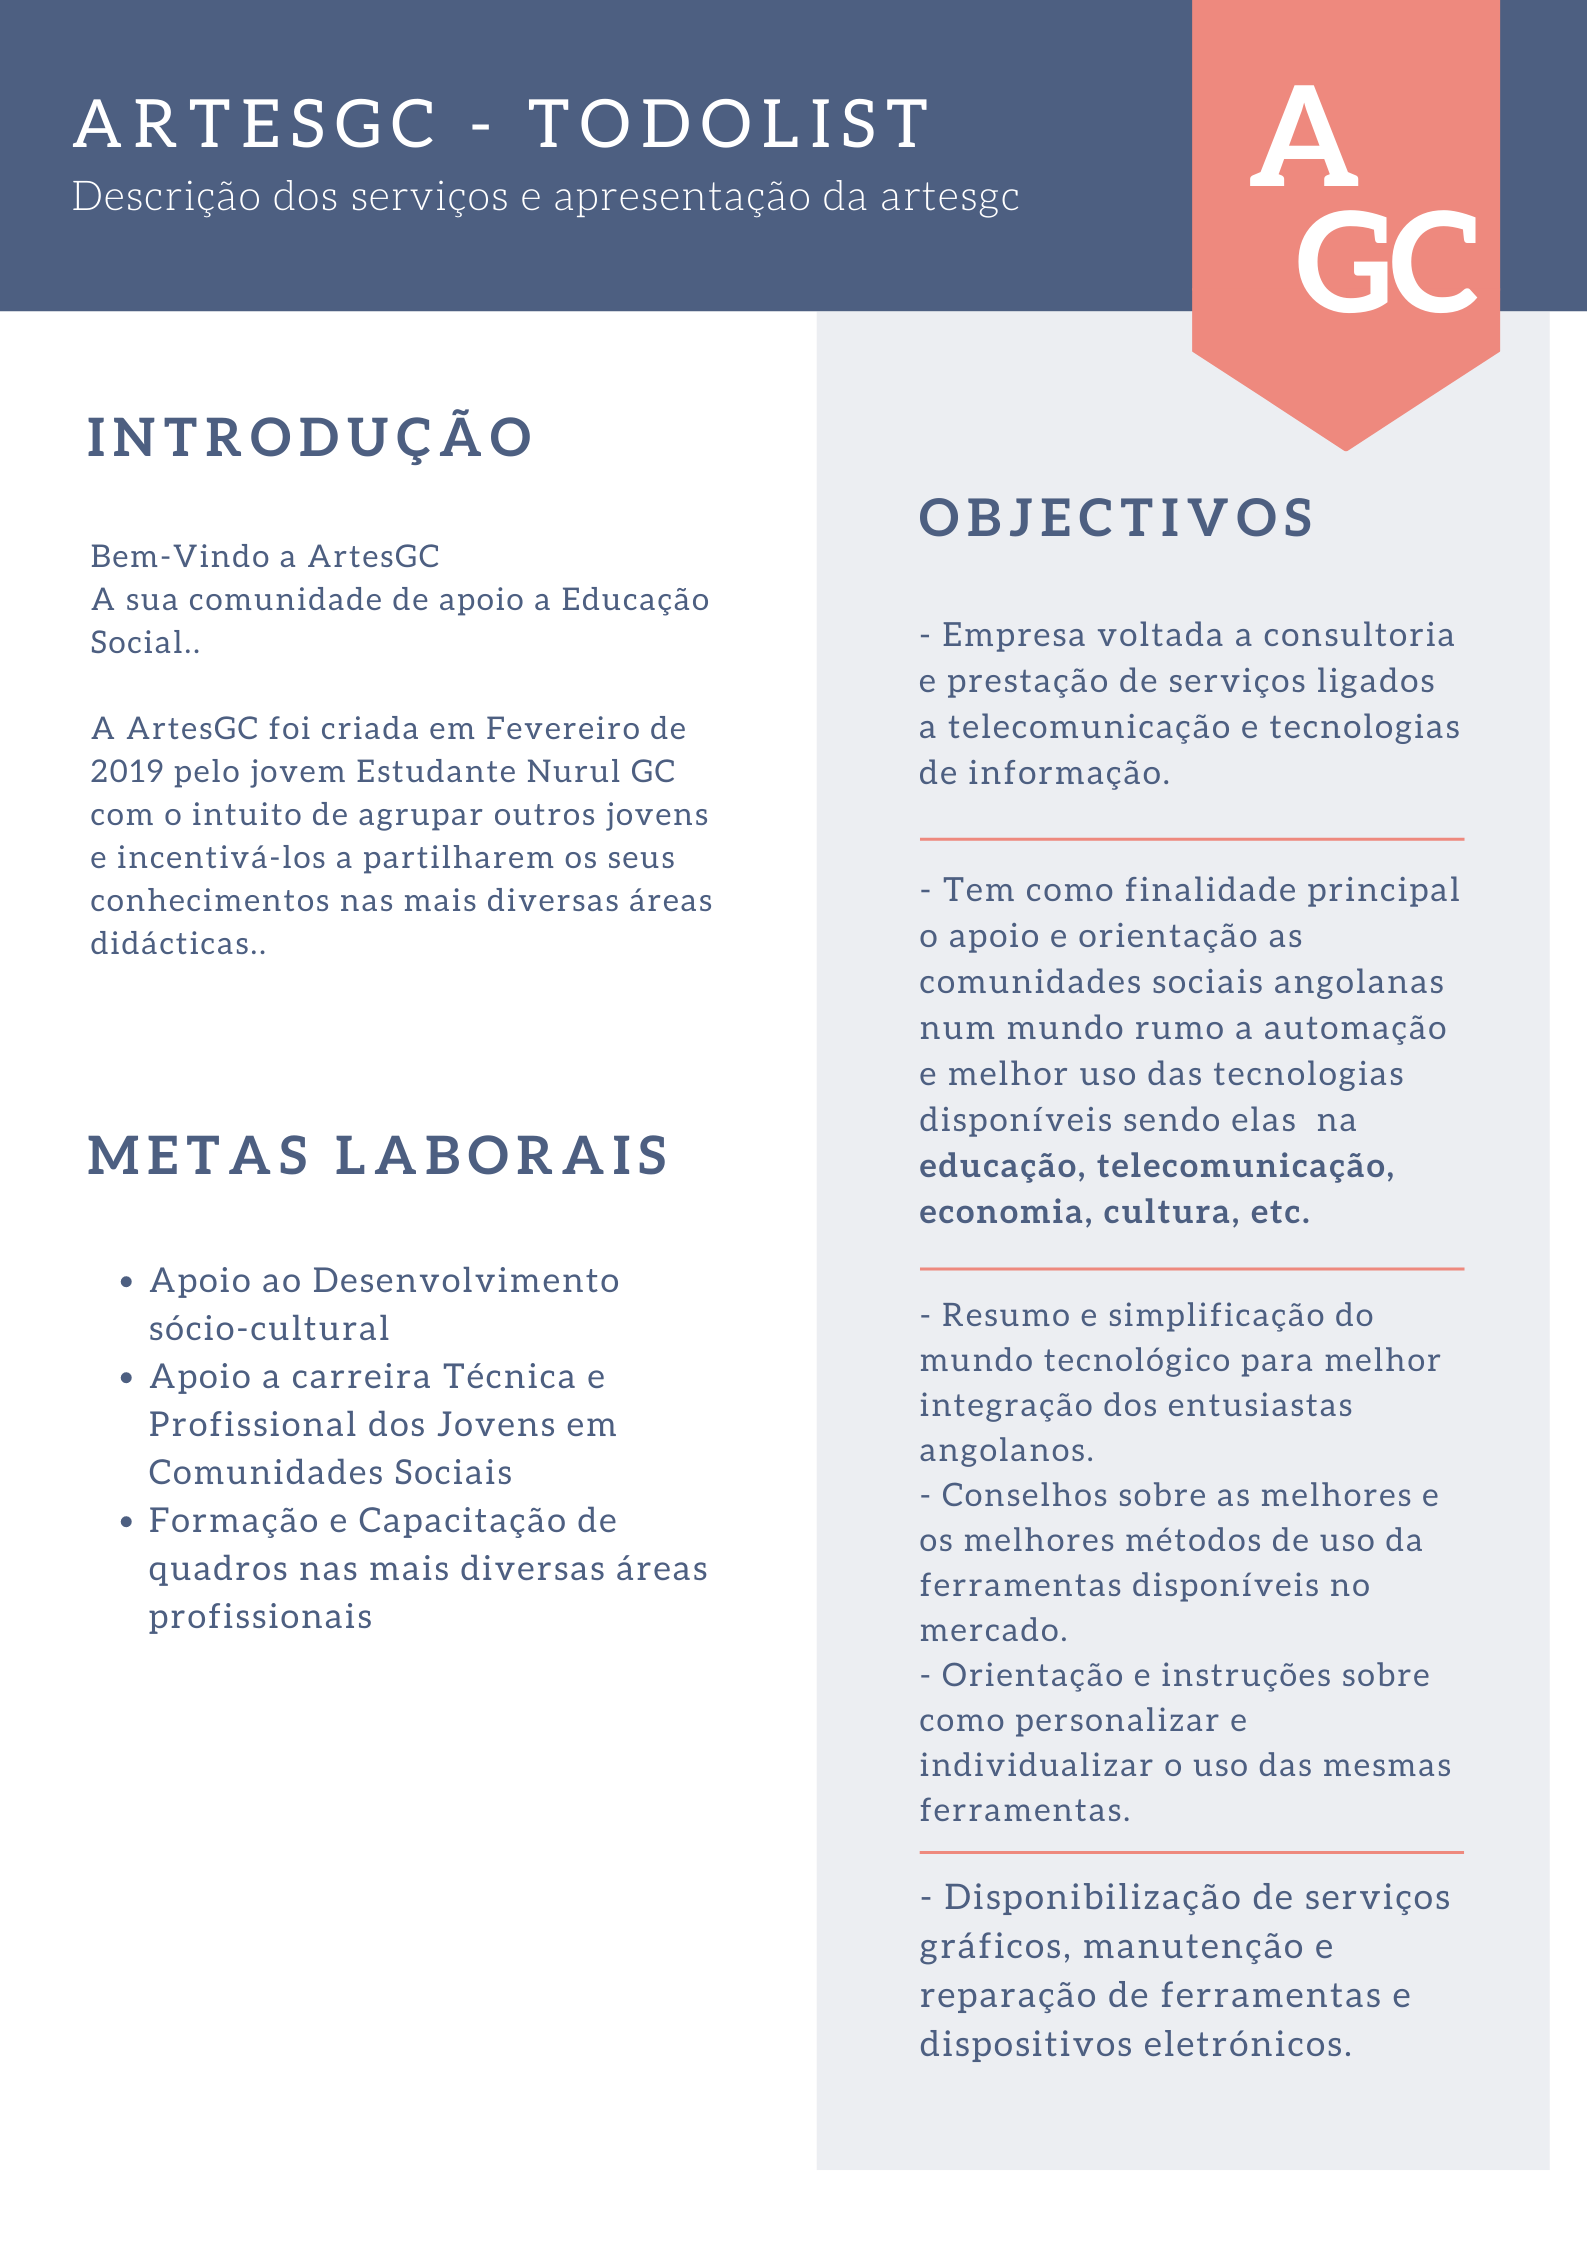 ARTESGC - TODOLIST
Descrição dos serviços e apresentação da artesgc
A
GC
INTRODUÇÃO
Bem-Vindo a ArtesGC
A sua comunidade de apoio a Educação
Social..
A ArtesGC foi criada em Fevereiro de
2019 pelo jovem Estudante Nurul GC
com o intuito de agrupar outros jovens
e incentivá-los a partilharem os seus
conhecimentos nas mais diversas áreas
didácticas..
METAS LABORAIS
• Apoio ao Desenvolvimento
sócio-cultural
• Apoio a carreira Técnica e
Profissional dos Jovens em
Comunidades Sociais
• Formação e Capacitação de
quadros nas mais diversas áreas
profissionais
OBJECTIVOS
- Empresa voltada a consultoria
e prestação de serviços ligados
a telecomunicação e tecnologias
de informação.
- Tem como finalidade principal
o apoio e orientação as
comunidades sociais angolanas
num mundo rumo a automação
e melhor uso das tecnologias
disponíveis sendo elas  na
educação, telecomunicação,
economia, cultura, etc.
- Resumo e simplificação do
mundo tecnológico para melhor
integração dos entusiastas
angolanos.
- Conselhos sobre as melhores e
os melhores métodos de uso da
ferramentas disponíveis no
mercado.
- Orientação e instruções sobre
como personalizar e
individualizar o uso das mesmas
ferramentas.
- Disponibilização de serviços
gráficos, manutenção e
reparação de ferramentas e
dispositivos eletrónicos.